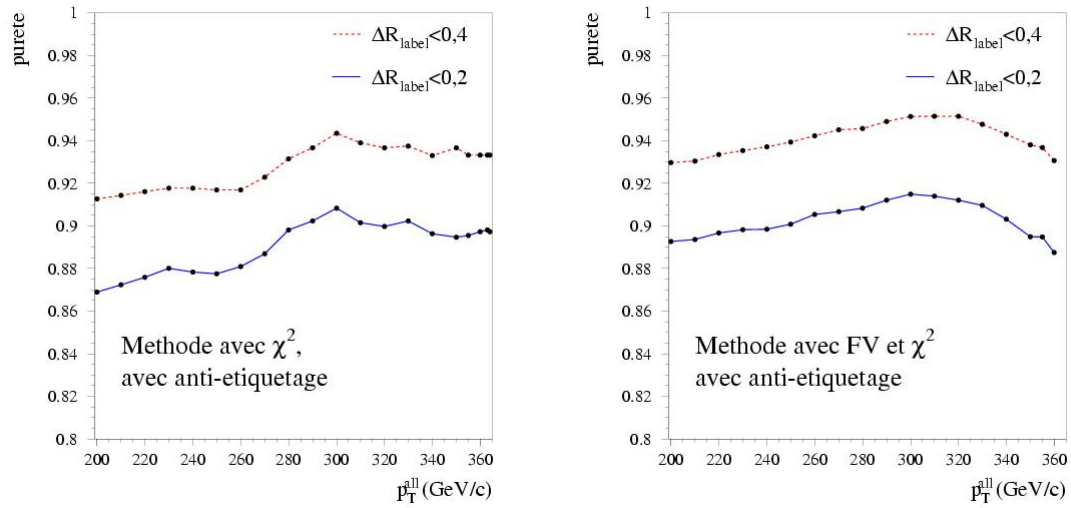 purete
1
0.98
0.96
0.94
0.92
0.9
0.88
0.86
0.84
0.82
0.8
ΔR_label<0,4
ΔR_label<0,2
Methode avec χ²,
avec anti-etiquetage
200 220 240 260 280 300 320 340 360
p_T^all (GeV/c)
purete
1
0.98
0.96
0.94
0.92
0.9
0.88
0.86
0.84
0.82
0.8
ΔR_label<0,4
ΔR_label<0,2
Methode avec FV et χ²
avec anti-etiquetage
200 220 240 260 280 300 320 340 360
p_T^all (GeV/c)